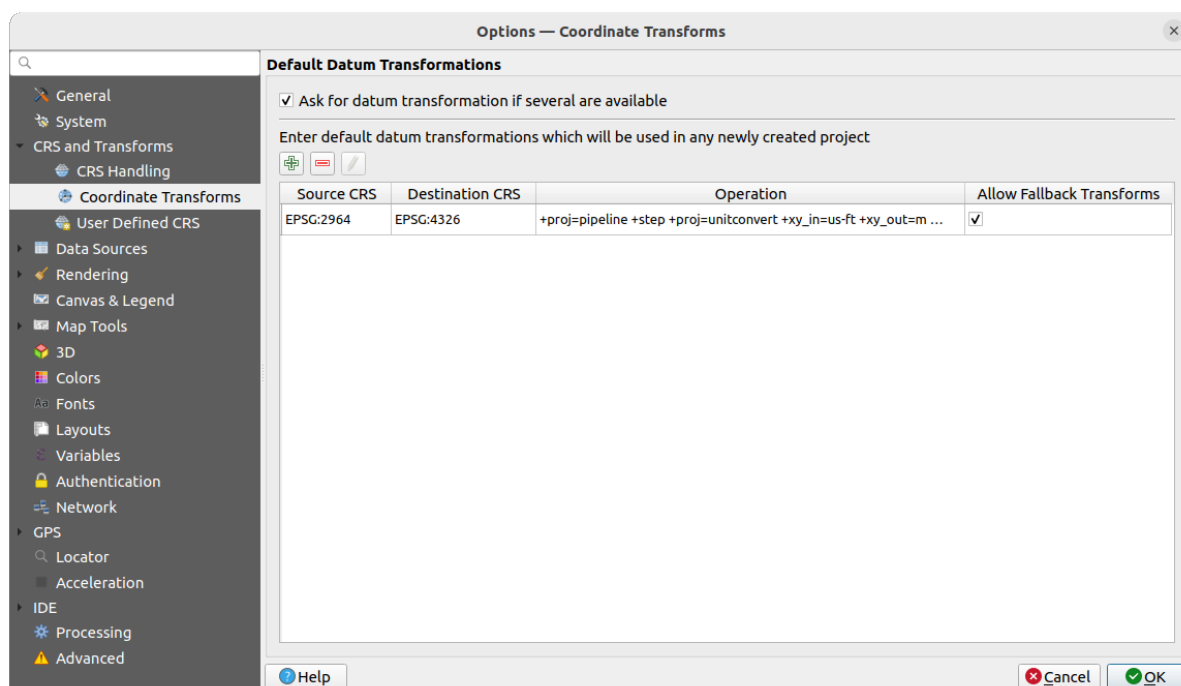 Options — Coordinate Transforms
General
System
CRS and Transforms
CRS Handling
Coordinate Transforms
User Defined CRS
Data Sources
Rendering
Canvas & Legend
Map Tools
3D
Colors
Fonts
Layouts
Variables
Authentication
Network
GPS
Locator
Acceleration
IDE
Processing
Advanced
Default Datum Transformations
Ask for datum transformation if several are available
Enter default datum transformations which will be used in any newly created project
Source CRS Destination CRS Operation Allow Fallback Transforms
EPSG:2964 EPSG:4326 +proj=pipeline +step +proj=unitconvert +xy_in=us-ft +xy_out=m ...
Help Cancel OK